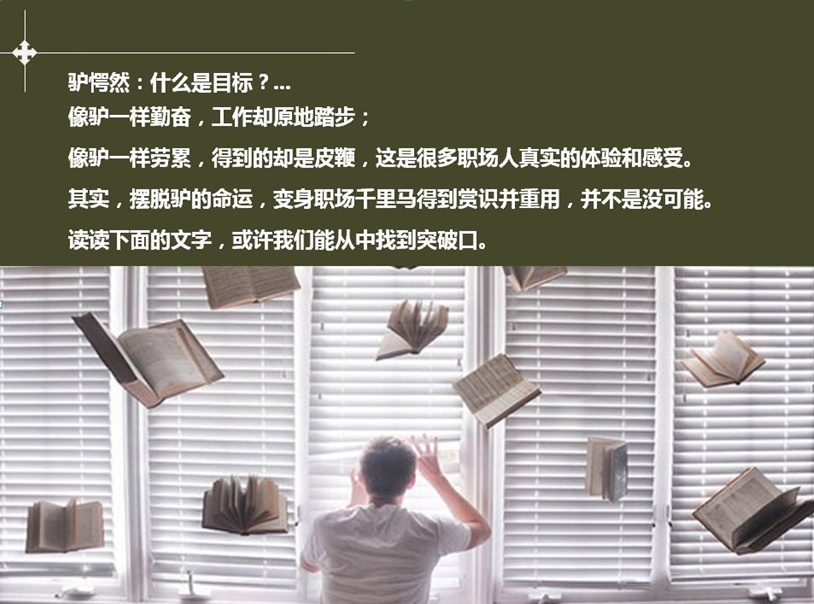 驴愕然：什么是目标？...
像驴一样勤奋，工作却原地踏步；
像驴一样劳累，得到的却是皮鞭，这是很多职场人真实的体验和感受。
其实，摆脱驴的命运，变身职场千里马得到赏识并重用，并不是没可能。
读读下面的文字，或许我们能从中找到突破口。